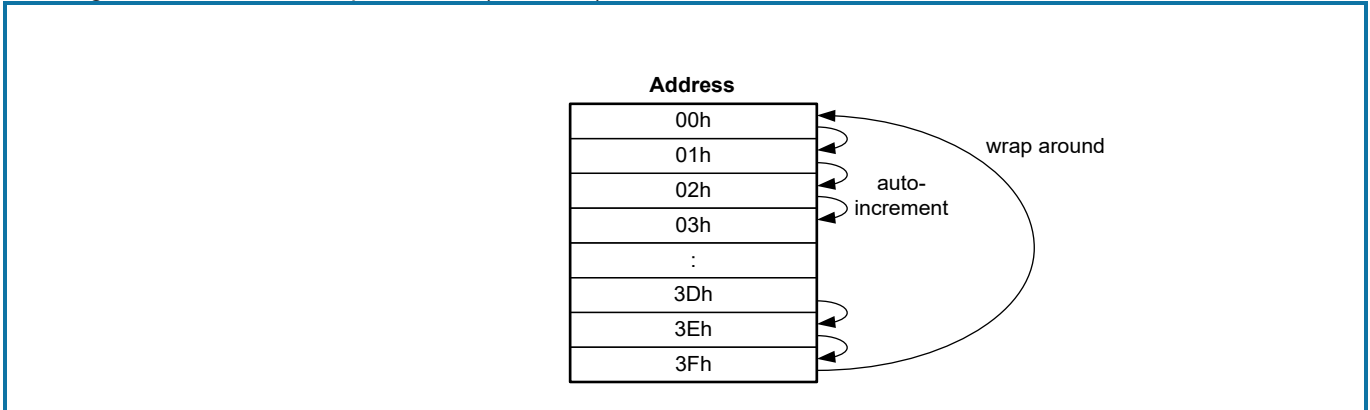 Address
00h
01h
wrap around
02h
auto-
increment
03h
:
3Dh
3Eh
3Fh